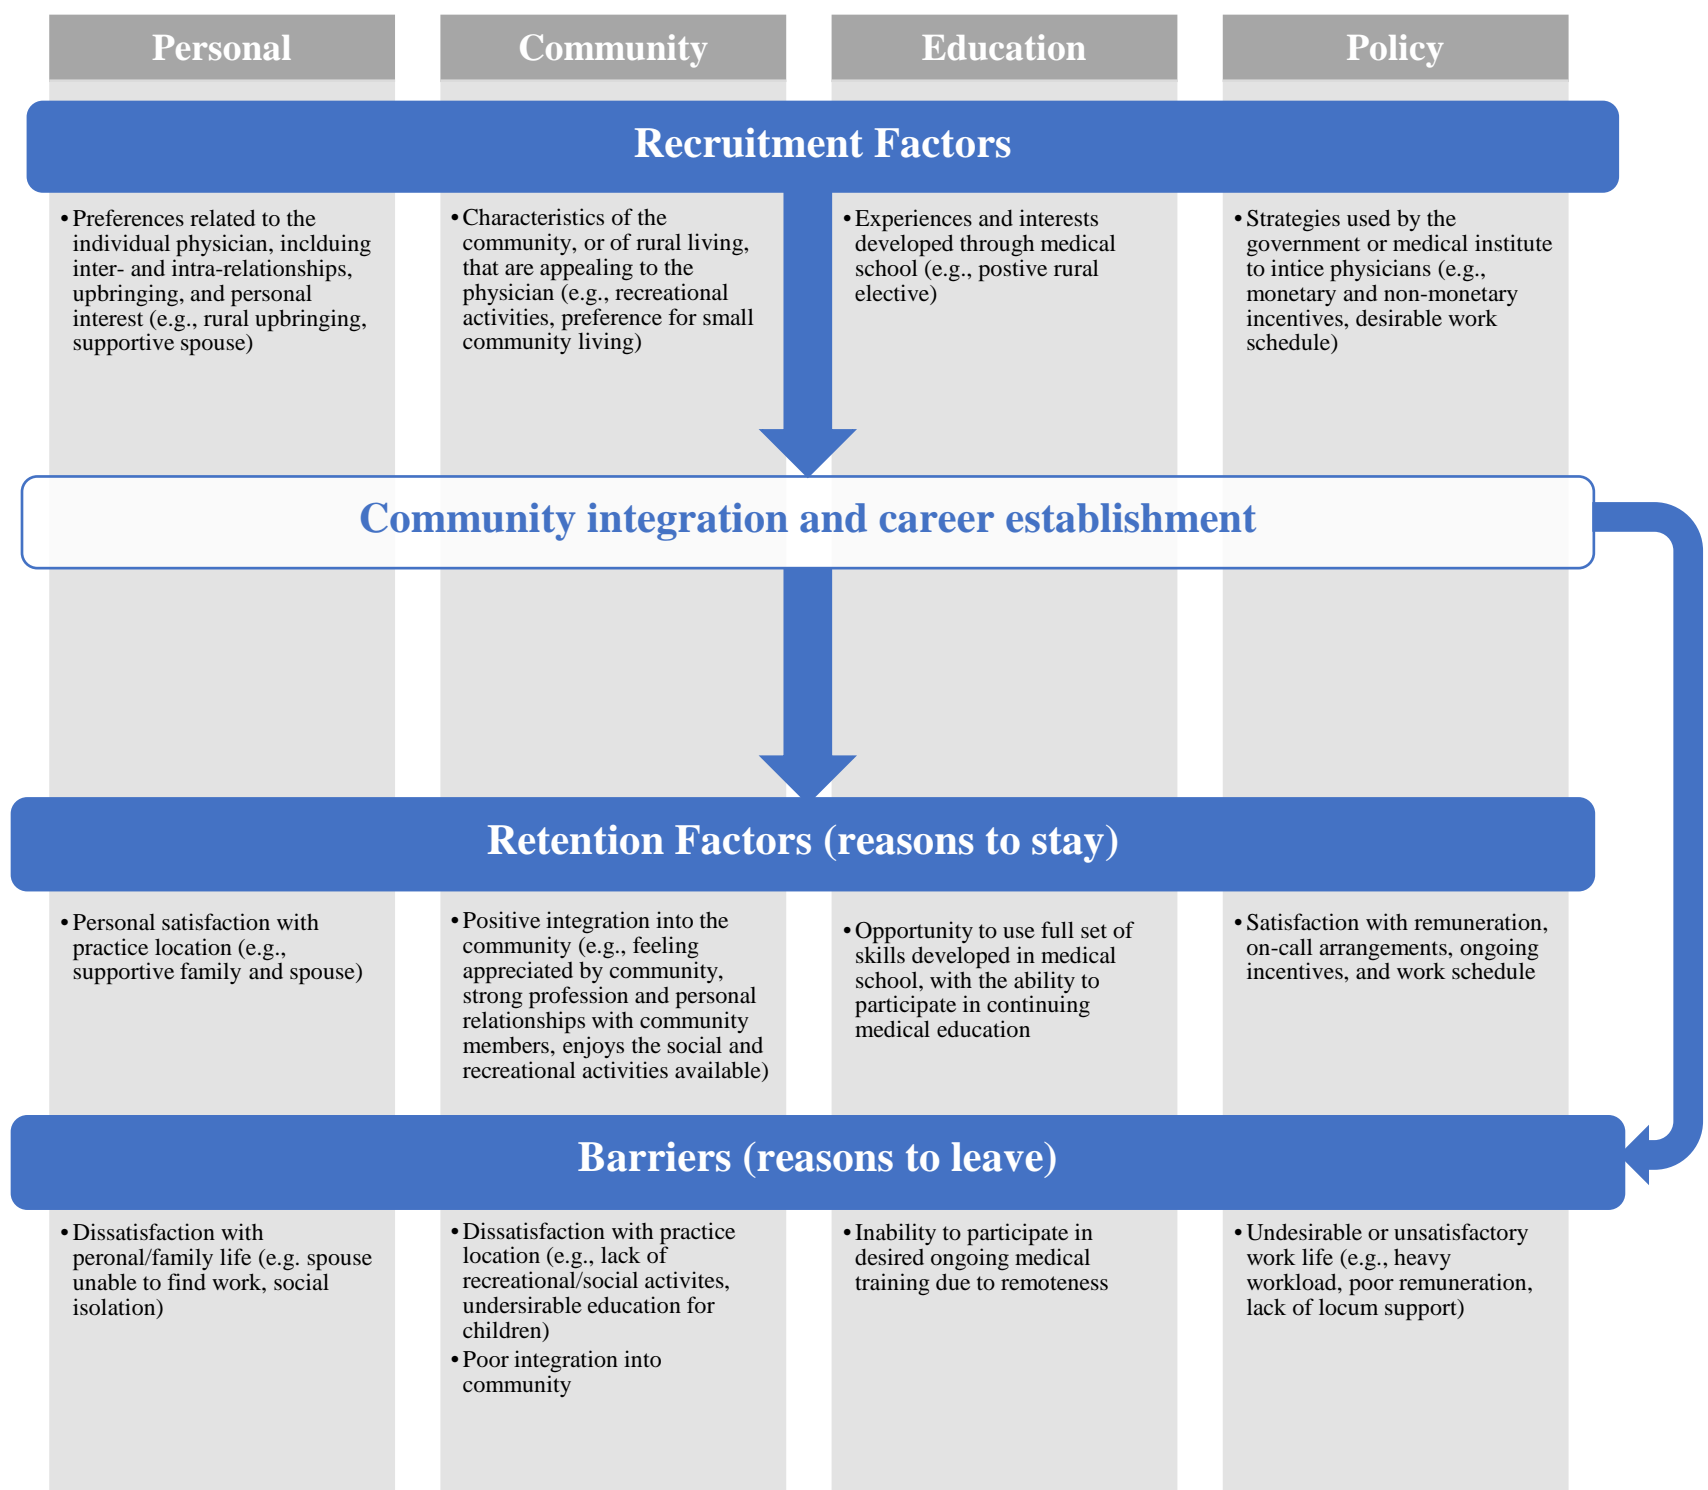 Personal
Community
Education
Policy
Recruitment Factors
• Preferences related to the
individual physician, inclduing
inter- and intra-relationships,
upbringing, and personal
interest (e.g., rural upbringing,
supportive spouse)
• Characteristics of the
community, or of rural living,
that are appealing to the
physician (e.g., recreational
activities, preference for small
community living)
• Experiences and interests
developed through medical
school (e.g., postive rural
elective)
• Strategies used by the
government or medical institute
to intice physicians (e.g.,
monetary and non-monetary
incentives, desirable work
schedule)
Community integration and career establishment
Retention Factors (reasons to stay)
• Personal satisfaction with
practice location (e.g.,
supportive family and spouse)
• Positive integration into the
community (e.g., feeling
appreciated by community,
strong profession and personal
relationships with community
members, enjoys the social and
recreational activities available)
• Opportunity to use full set of
skills developed in medical
school, with the ability to
participate in continuing
medical education
• Satisfaction with remuneration,
on-call arrangements, ongoing
incentives, and work schedule
Barriers (reasons to leave)
• Dissatisfaction with
peronal/family life (e.g. spouse
unable to find work, social
isolation)
• Dissatisfaction with practice
location (e.g., lack of
recreational/social activites,
undersirable education for
children)
• Poor integration into
community
• Inability to participate in
desired ongoing medical
training due to remoteness
• Undesirable or unsatisfactory
work life (e.g., heavy
workload, poor remuneration,
lack of locum support)